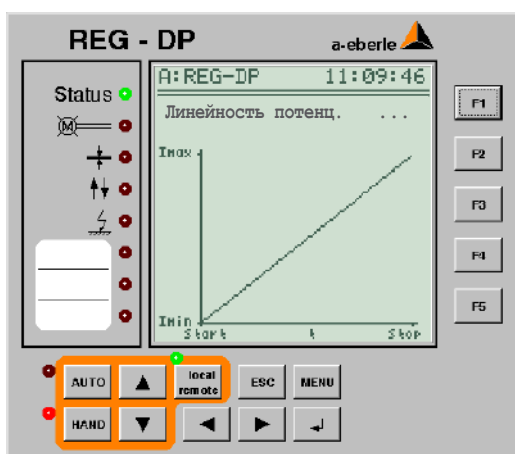 REG - DP
a-eberle
Status
M
A:REG-DP 11:09:46
Линейность потенц. ...
Imax
Imin
Start t Stop
F1
F2
F3
F4
F5
AUTO
local
remote
ESC
MENU
HAND